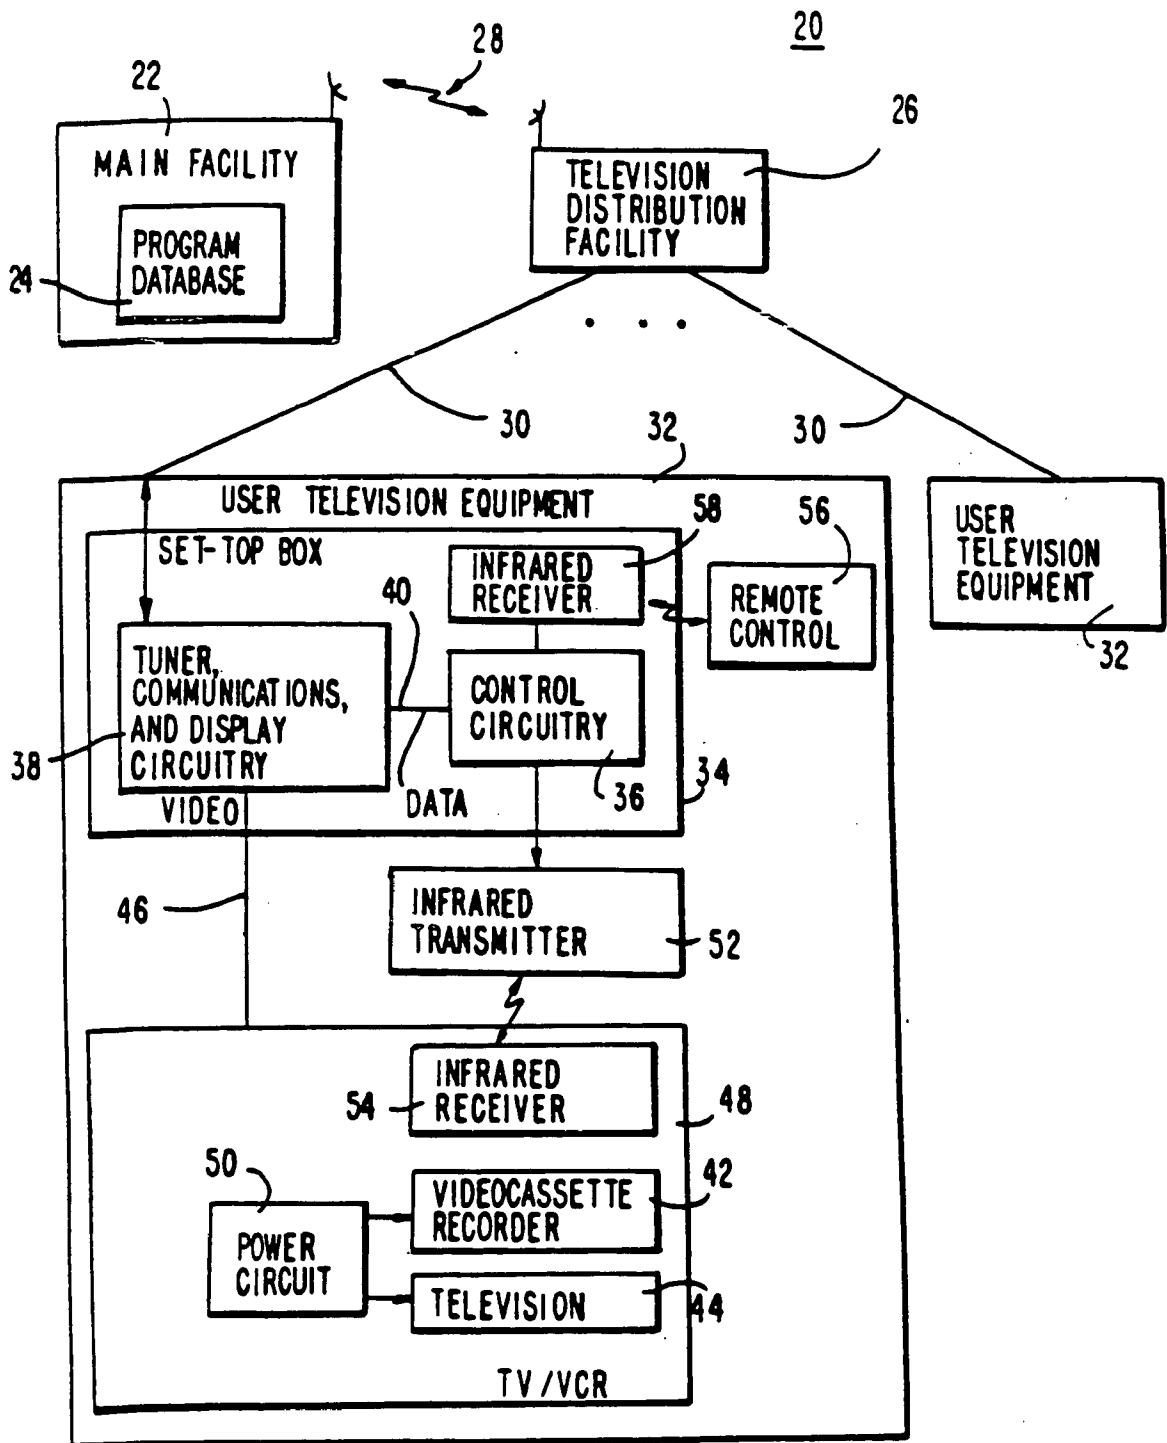 20
28
22
26
MAIN FACILITY
TELEVISION
DISTRIBUTION
FACILITY
PROGRAM
DATABASE
24
30
30
32
USER TELEVISION EQUIPMENT
58
56
SET-TOP BOX
INFRARED
RECEIVER
40
REMOTE
CONTROL
USER
TELEVISION
EQUIPMENT
32
TUNER,
COMMUNICATIONS,
AND DISPLAY
CIRCUITRY
38
CONTROL
CIRCUITRY
36
34
VIDEO
DATA
46
INFRARED
TRANSMITTER
52
INFRARED
RECEIVER
54
48
50
42
VIDEOCASSETTE
RECORDER
POWER
CIRCUIT
TELEVISION
44
TV/VCR